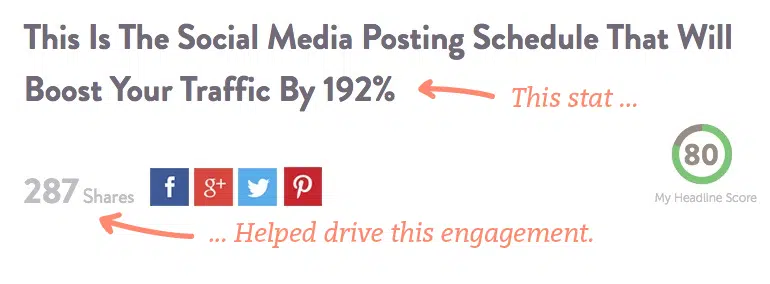 This Is The Social Media Posting Schedule That Will
Boost Your Traffic By 192%
This stat ...
80
My Headline Score
287 Shares
f
g+
... Helped drive this engagement.